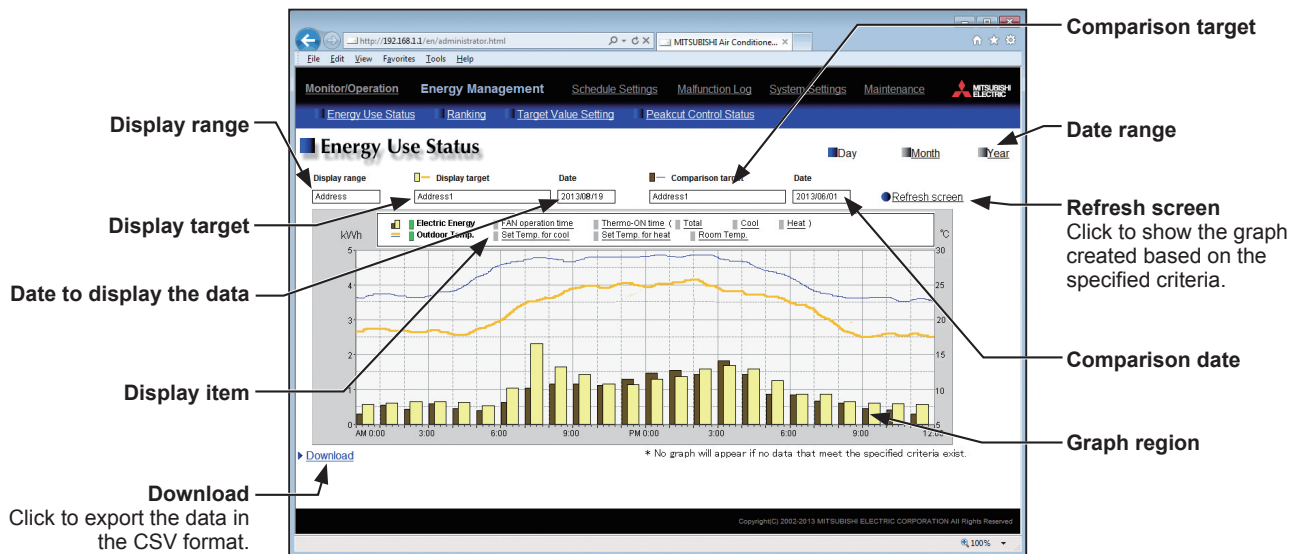 Comparison target
http://192.168.1.1/en/administrator.html
MITSUBISHI Air Conditione...
File Edit View Favorites Tools Help
Monitor/Operation Energy Management Schedule Settings Malfunction Log System Settings Maintenance MITSUBISHI ELECTRIC
Energy Use Status Ranking Target Value Setting Peakcut Control Status
Display range
Date range
Energy Use Status
Day Month Year
Display range Display target Date Comparison target Date
Address Address1 2013/08/19 Address1 2013/06/01 Refresh screen
Refresh screen
Click to show the graph
created based on the
specified criteria.
Display target
Electric Energy FAN operation time Thermo-ON time ( Total Cool Heat )
Outdoor Temp. Set Temp. for cool Set Temp. for heat Room Temp.
kWh °C
5 30
4 25
3 20
2 15
1 10
0 5
AM 0:00 3:00 6:00 9:00 PM 0:00 3:00 6:00 9:00 12:00
Date to display the data
Comparison date
Display item
Graph region
Download
* No graph will appear if no data that meet the specified criteria exist.
Download
Click to export the data in
the CSV format.
Copyright(C) 2002-2013 MITSUBISHI ELECTRIC CORPORATION All Rights Reserved
100%